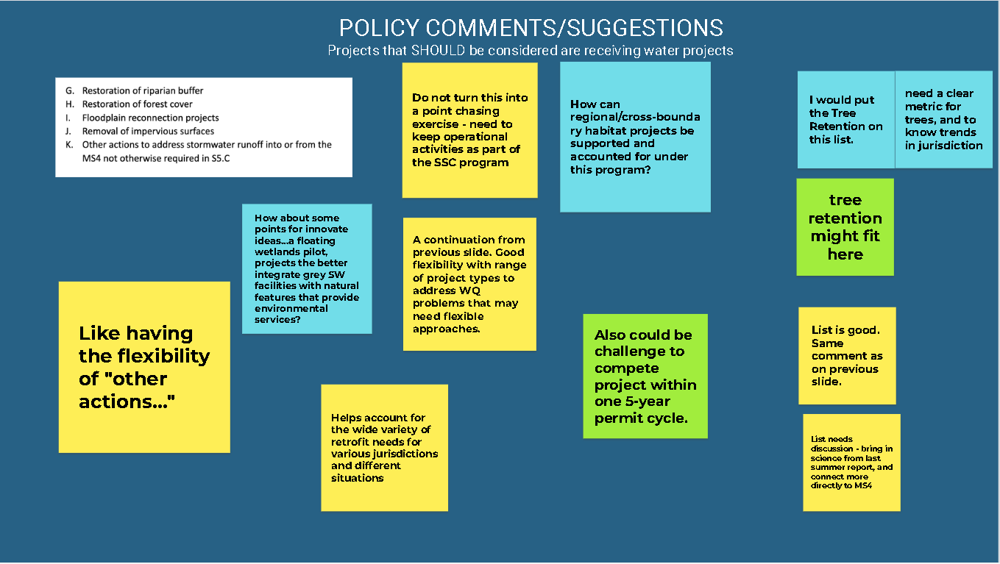 POLICY COMMENTS/SUGGESTIONS
Projects that SHOULD be considered are receiving water projects
G. Restoration of riparian buffer
H. Restoration of forest cover
I. Floodplain reconnection projects
J. Removal of impervious surfaces
K. Other actions to address stormwater runoff into or from the
MS4 not otherwise required in S5.C
Do not turn this into
a point chasing
exercise - need to
keep operational
activities as part of
the SSC program
How can
regional/cross-bounda
ry habitat projects be
supported and
accounted for under
this program?
I would put
the Tree
Retention on
this list.
need a clear
metric for
trees, and to
know trends
in jurisdiction
tree
retention
might fit
here
How about some
points for innovate
ideas...a floating
wetlands pilot,
projects the better
integrate grey SW
facilities with natural
features that provide
environmental
services?
A continuation from
previous slide. Good
flexibility with range
of project types to
address WQ
problems that may
need flexible
approaches.
Like having
the flexibility
of "other
actions..."
Also could be
challenge to
compete
project within
one 5-year
permit cycle.
List is good.
Same
comment as
on previous
slide.
Helps account for
the wide variety of
retrofit needs for
various jurisdictions
and different
situations
List needs
discussion - bring in
science from last
summer report, and
connect more
directly to MS4